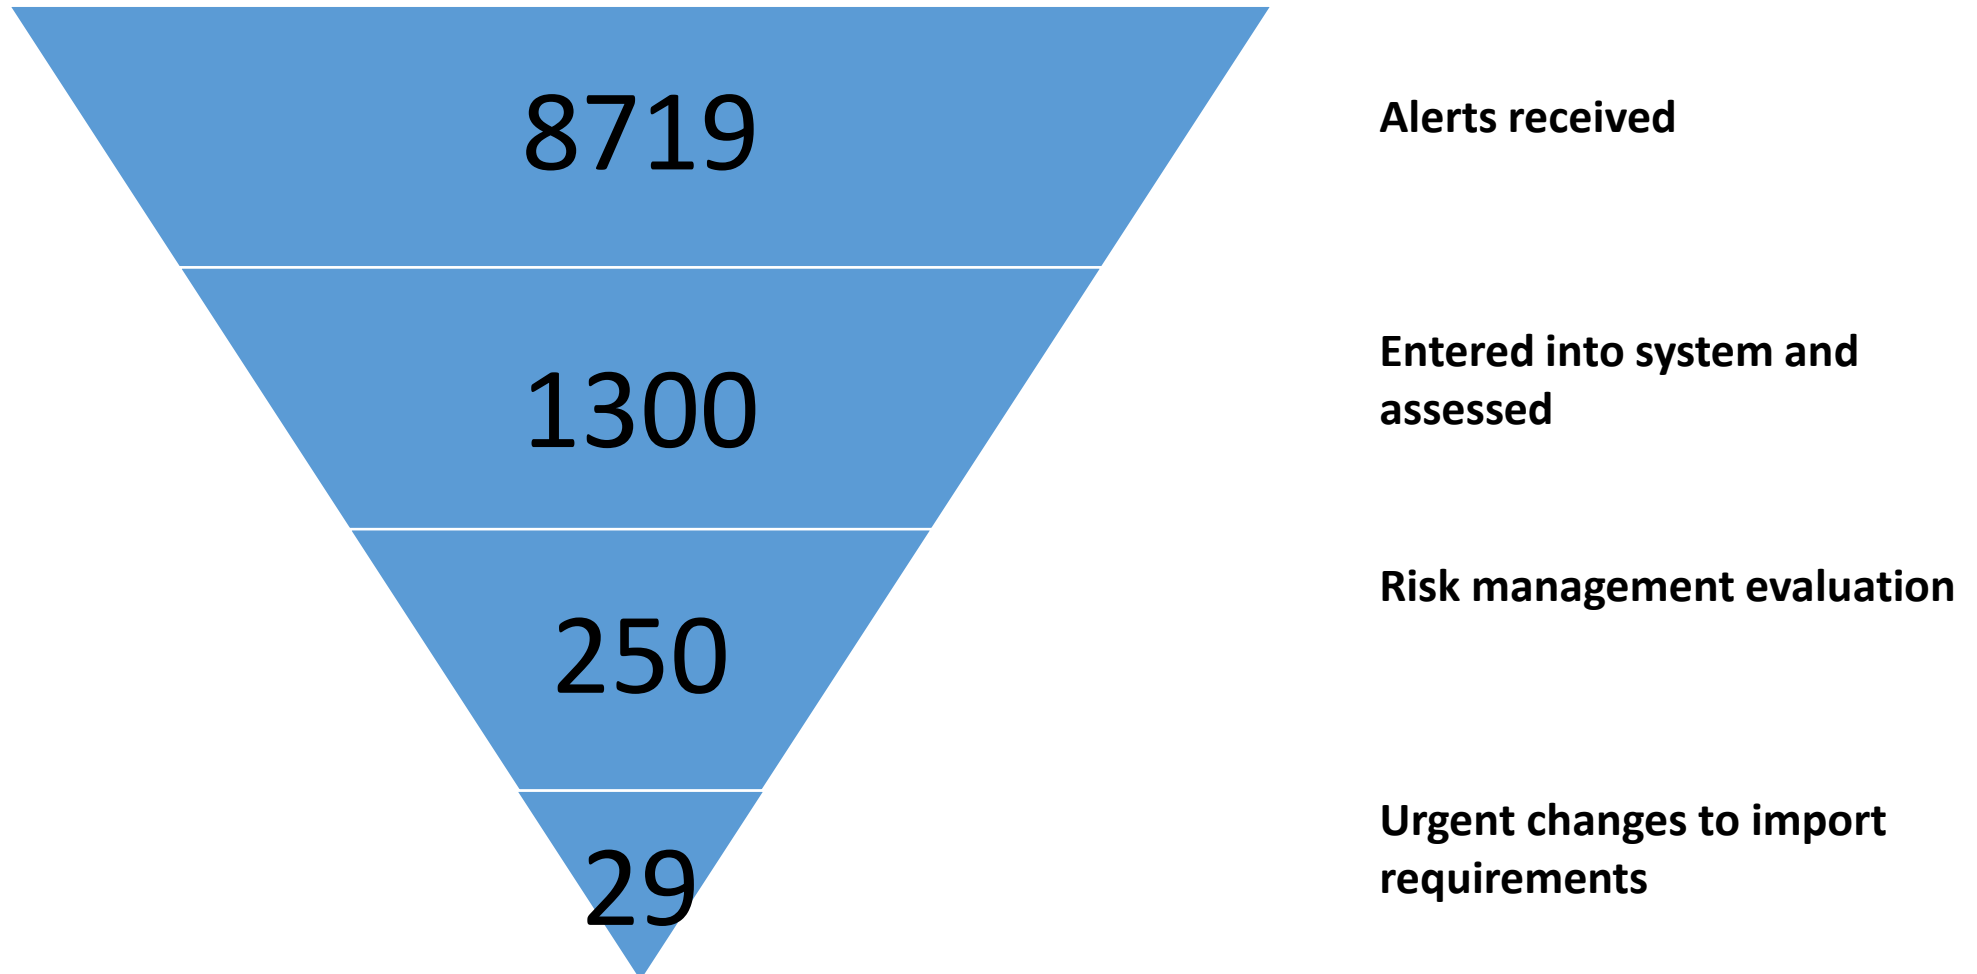 8719
Alerts received
1300
Entered into system and
assessed
250
Risk management evaluation
29
Urgent changes to import
requirements